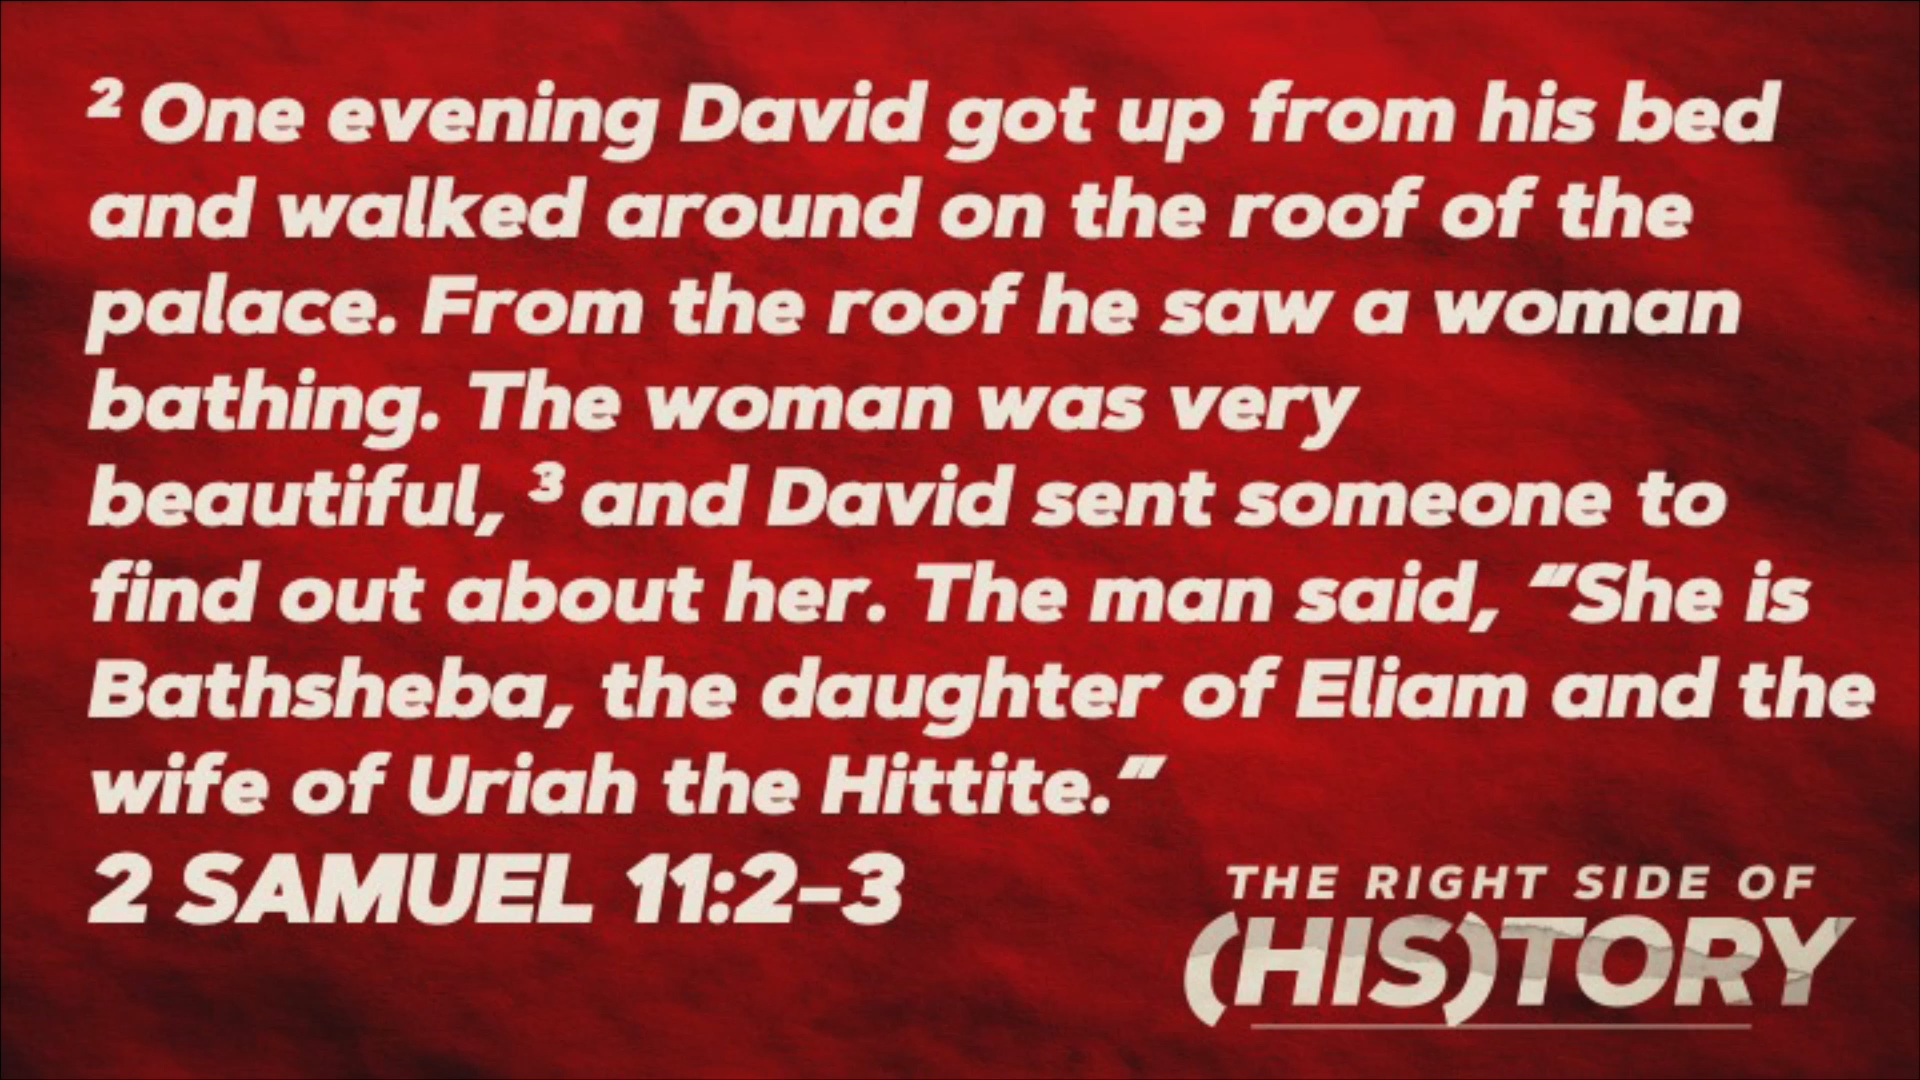 ² One evening David got up from his bed
and walked around on the roof of the
palace. From the roof he saw a woman
bathing. The woman was very
beautiful, ³ and David sent someone to
find out about her. The man said, “She is
Bathsheba, the daughter of Eliam and the
wife of Uriah the Hittite.”
2 SAMUEL 11:2–3
THE RIGHT SIDE OF
(HIS)TORY